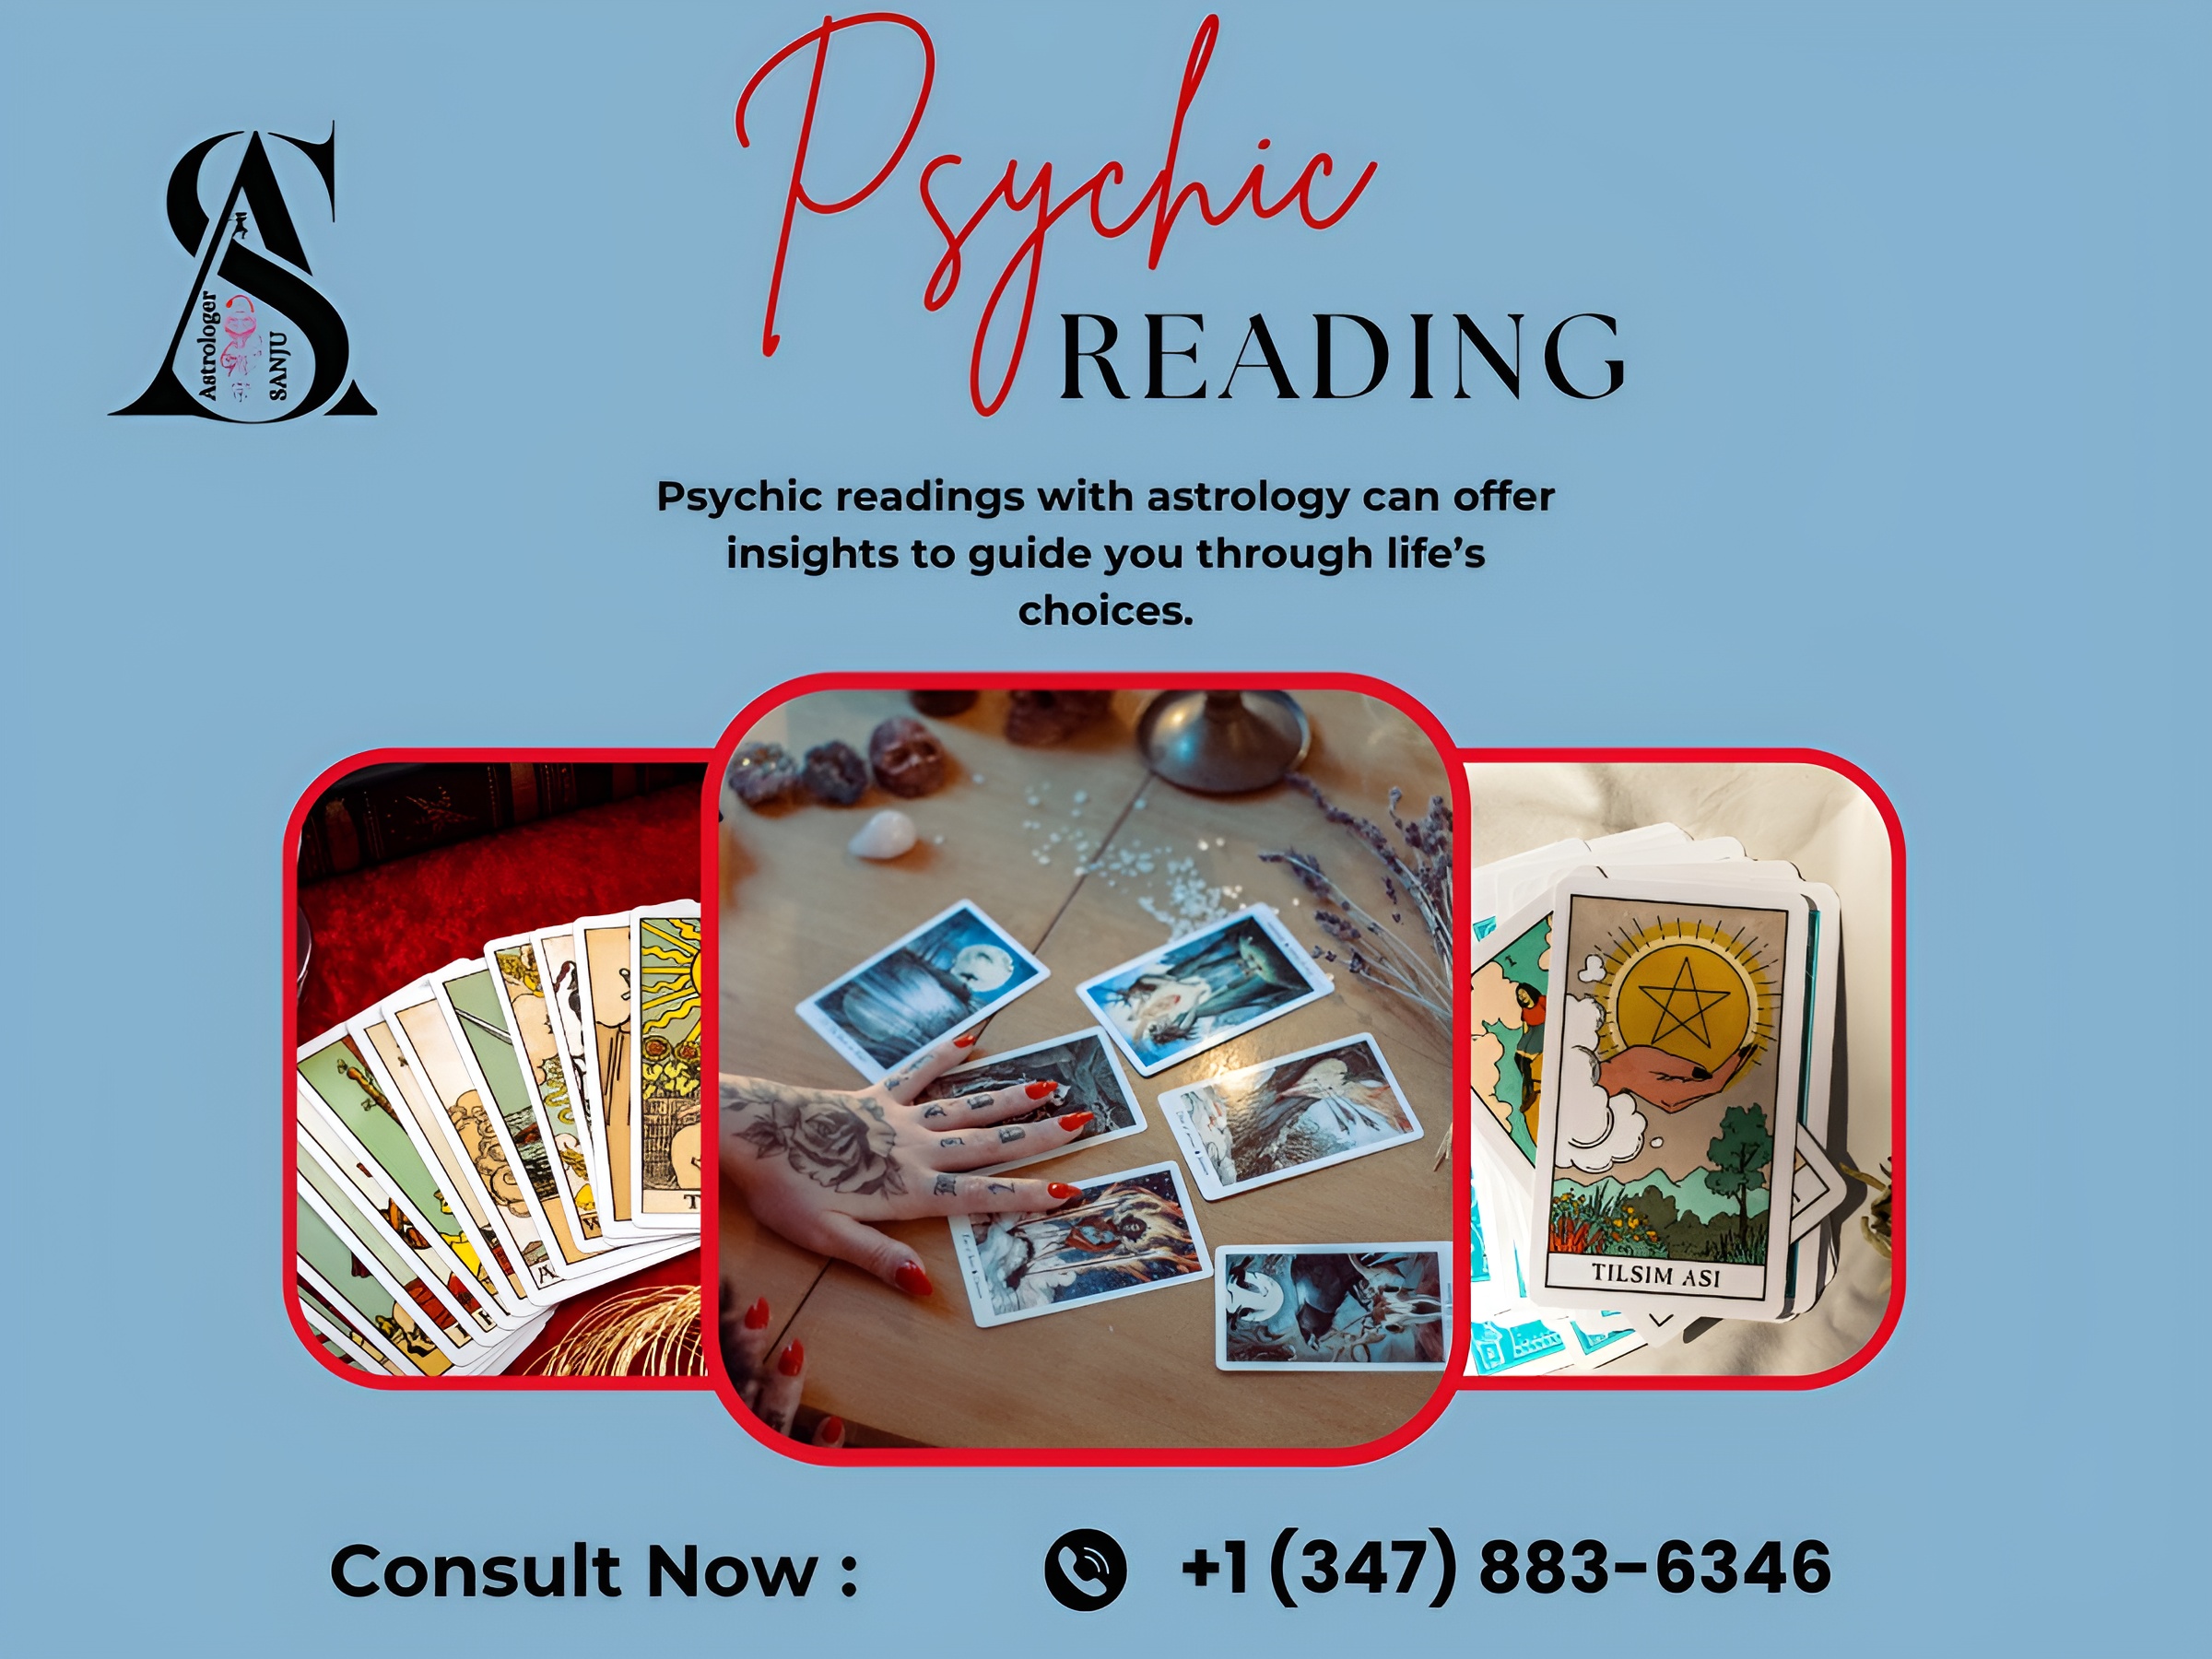 Astrologer
SANJU
Psychic
READING
Psychic readings with astrology can offer
insights to guide you through life’s
choices.
TILSIM ASI
Consult Now :
+1 (347) 883-6346